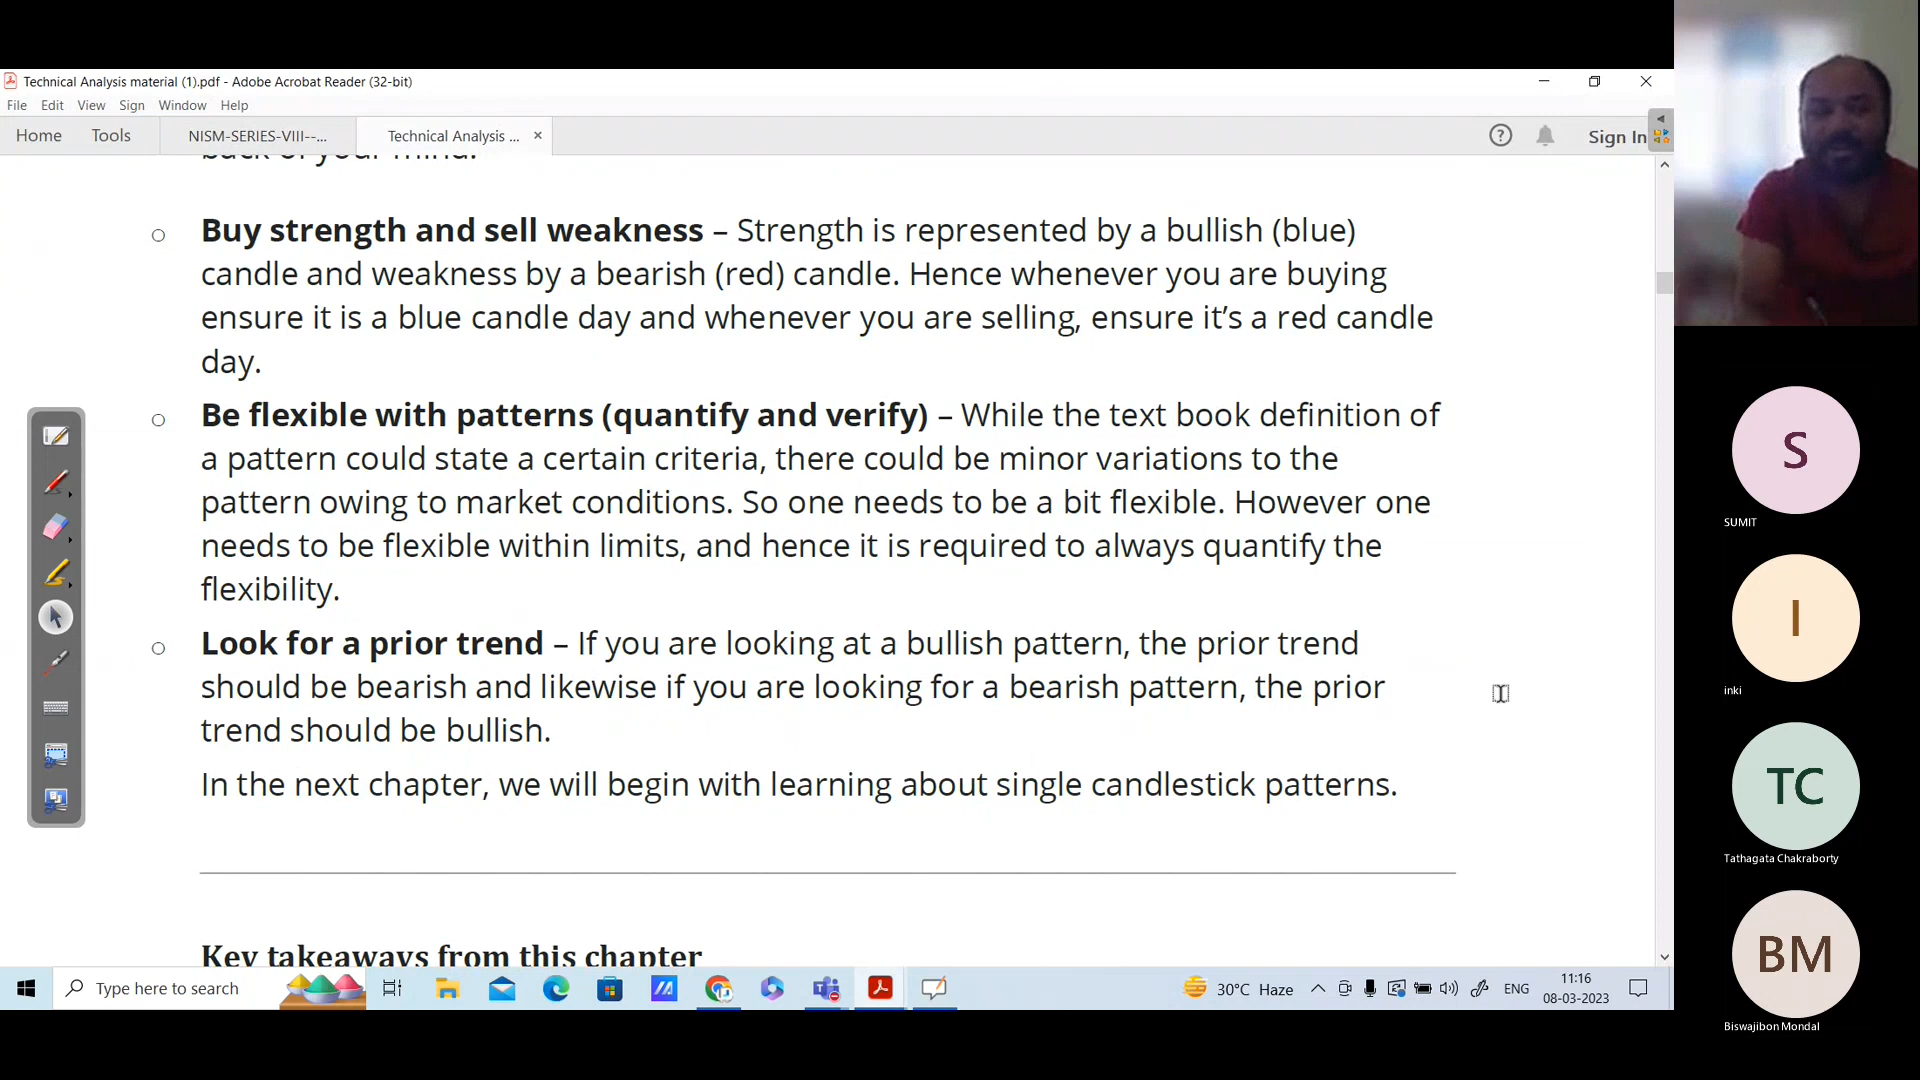 Technical Analysis material (1).pdf - Adobe Acrobat Reader (32-bit)
File Edit View Sign Window Help
Home Tools NISM-SERIES-VIII--... Technical Analysis ... Sign In
back of your mind.
Buy strength and sell weakness – Strength is represented by a bullish (blue)
candle and weakness by a bearish (red) candle. Hence whenever you are buying
ensure it is a blue candle day and whenever you are selling, ensure it’s a red candle
day.
Be flexible with patterns (quantify and verify) – While the text book definition of
a pattern could state a certain criteria, there could be minor variations to the
pattern owing to market conditions. So one needs to be a bit flexible. However one
needs to be flexible within limits, and hence it is required to always quantify the
flexibility.
Look for a prior trend – If you are looking at a bullish pattern, the prior trend
should be bearish and likewise if you are looking for a bearish pattern, the prior
trend should be bullish.
In the next chapter, we will begin with learning about single candlestick patterns.
Key takeaways from this chapter
Type here to search
30°C Haze
ENG
11:16
08-03-2023
S
SUMIT
I
inki
TC
Tathagata Chakraborty
BM
Biswajibon Mondal